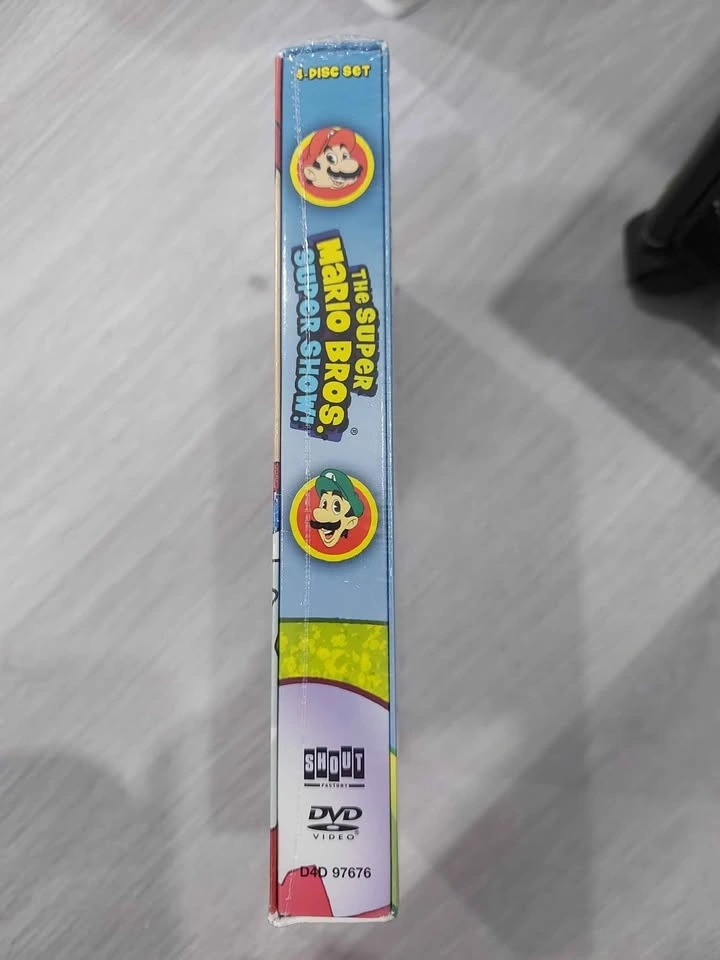 4-DISC SET
THE SUPER
MARIO BROS.
SUPER SHOW!
®
SHOUT
FACTORY
DVD
VIDEO®
D4D 97676